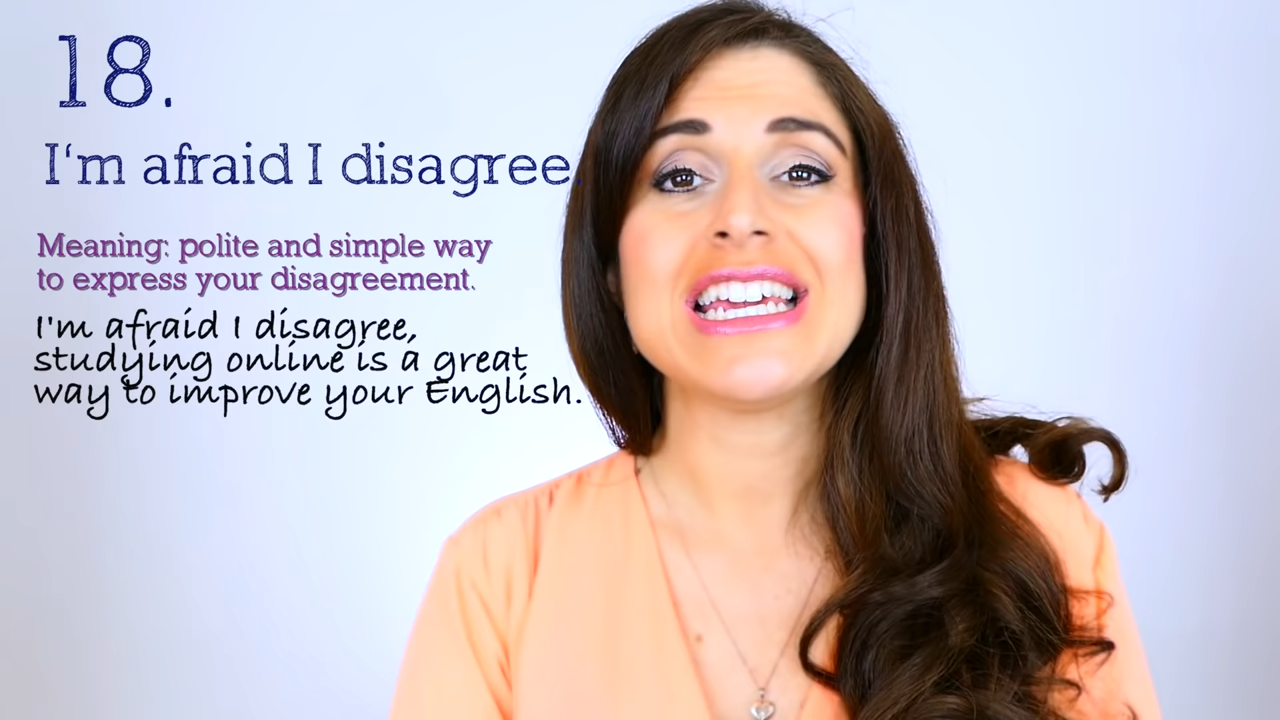 18.
I'm afraid I disagree.
Meaning: polite and simple way
to express your disagreement.
I'm afraid I disagree,
studying online is a great
way to improve your English.